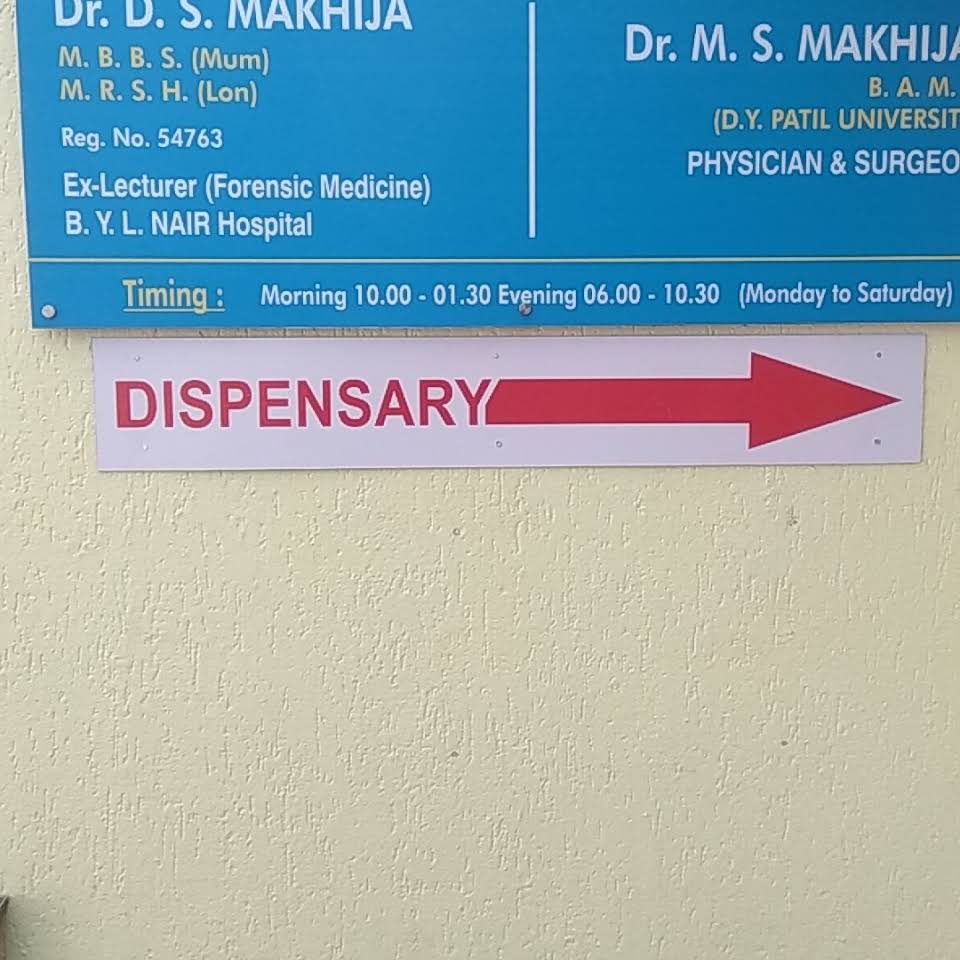 Dr. D. S. MAKHIJA
M. B. B. S. (Mum)
M. R. S. H. (Lon)
Reg. No. 54763
Ex-Lecturer (Forensic Medicine)
B. Y. L. NAIR Hospital
Dr. M. S. MAKHIJA
B. A. M.
(D.Y. PATIL UNIVERSIT
PHYSICIAN & SURGEO
Timing : Morning 10.00 - 01.30 Evening 06.00 - 10.30 (Monday to Saturday)
DISPENSARY